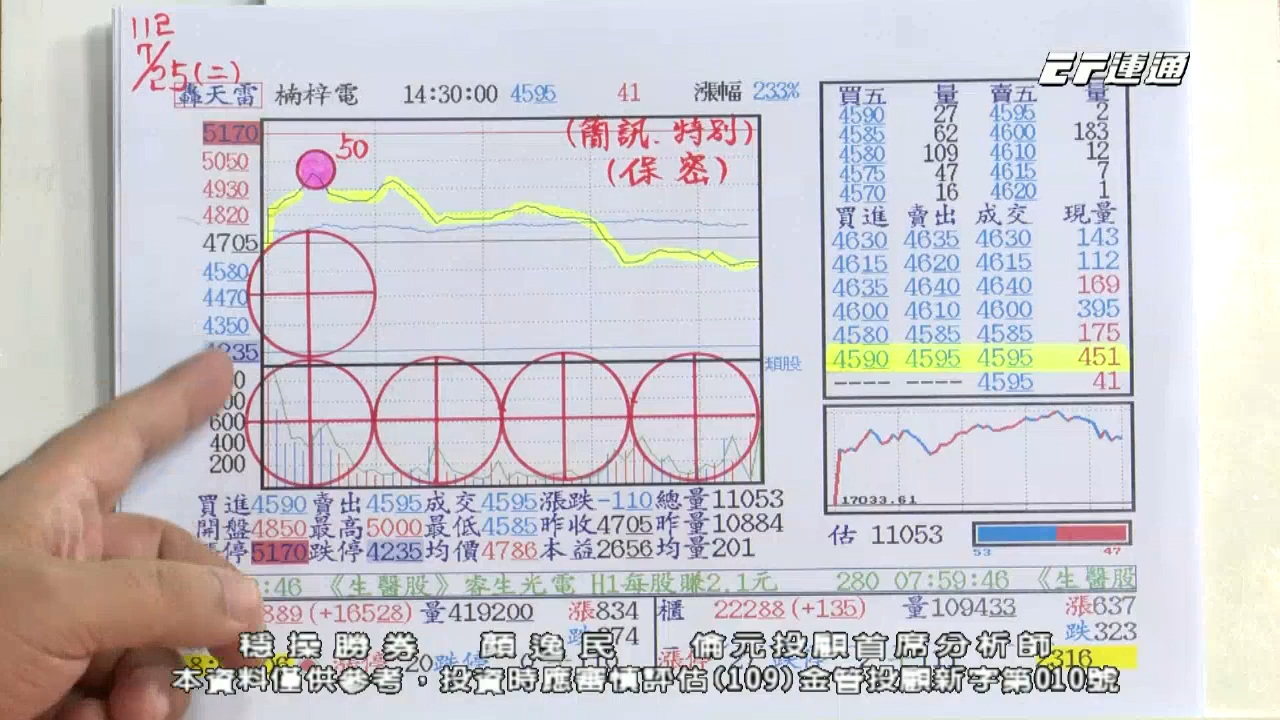 112
7/25(二)
EF運通
轟天雷 楠梓電 14:30:00 4595 41 漲幅 233%
5170
5050
4930
4820
4705
4580
4470
4350
4235
600
400
200
50
(簡訊.特別)
(保密)
類股
買五 量 賣五 量
4590 27 4595 2
4585 62 4600 183
4580 109 4610 12
4575 47 4615 7
4570 16 4620 1
買進 賣出 成交 現量
4630 4635 4630 143
4615 4620 4615 112
4635 4640 4640 169
4600 4610 4600 395
4580 4585 4585 175
4590 4595 4595 451
---- ---- 4595 41
17033.61
估 11053
53 47
買進4590 賣出4595 成交4595 漲跌-110 總量11053
開盤4850 最高5000 最低4585 昨收4705 昨量10884
停5170 跌停4235 均價4786 本益2656 均量201
:46 《生醫股》睿生光電 H1每股賺2.1元 280 07:59:46 《生醫股
889(+16528) 量419200 漲834
櫃 22288(+135) 量109433 漲637
跌323
2316
穩操勝券 顏逸民 倫元投顧首席分析師
本資料僅供參考，投資時應審慎評估(109)金管投顧新字第010號